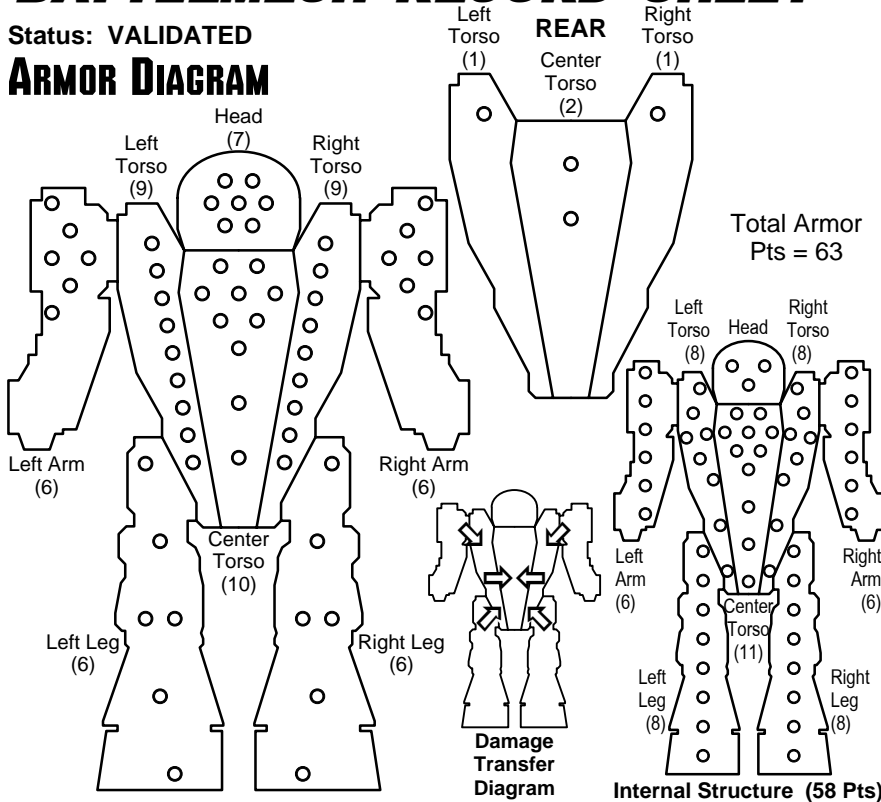 BATTLEMECH RECORD SHEET
Status: VALIDATED
ARMOR DIAGRAM
Head
(7)
Left
Torso
(9)
Right
Torso
(9)
Left Arm
(6)
Right Arm
(6)
Center
Torso
(10)
Left Leg
(6)
Right Leg
(6)
REAR
Left
Torso
(1)
Center
Torso
(2)
Right
Torso
(1)
Total Armor
Pts = 63
Damage
Transfer
Diagram
Left
Torso
(8)
Head
Right
Torso
(8)
Left
Arm
(6)
Right
Arm
(6)
Center
Torso
(11)
Left
Leg
(8)
Right
Leg
(8)
Internal Structure (58 Pts)